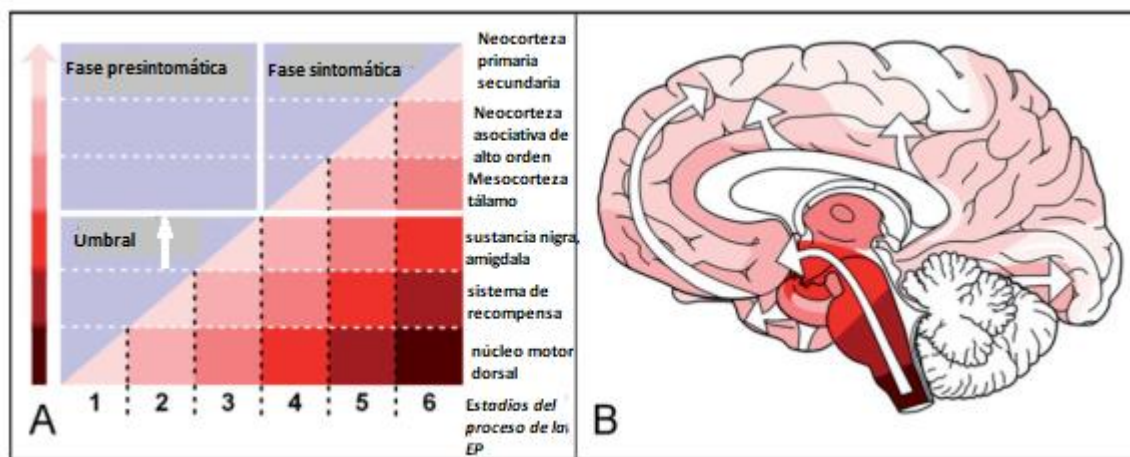 Fase presintomática
Fase sintomática
Umbral
Neocorteza
primaria
secundaria
Neocorteza
asociativa de
alto orden
Mesocorteza
tálamo
sustancia nigra,
amigdala
sistema de
recompensa
núcleo motor
dorsal
1 2 3 4 5 6
Estadios del
proceso de la
EP
A
B